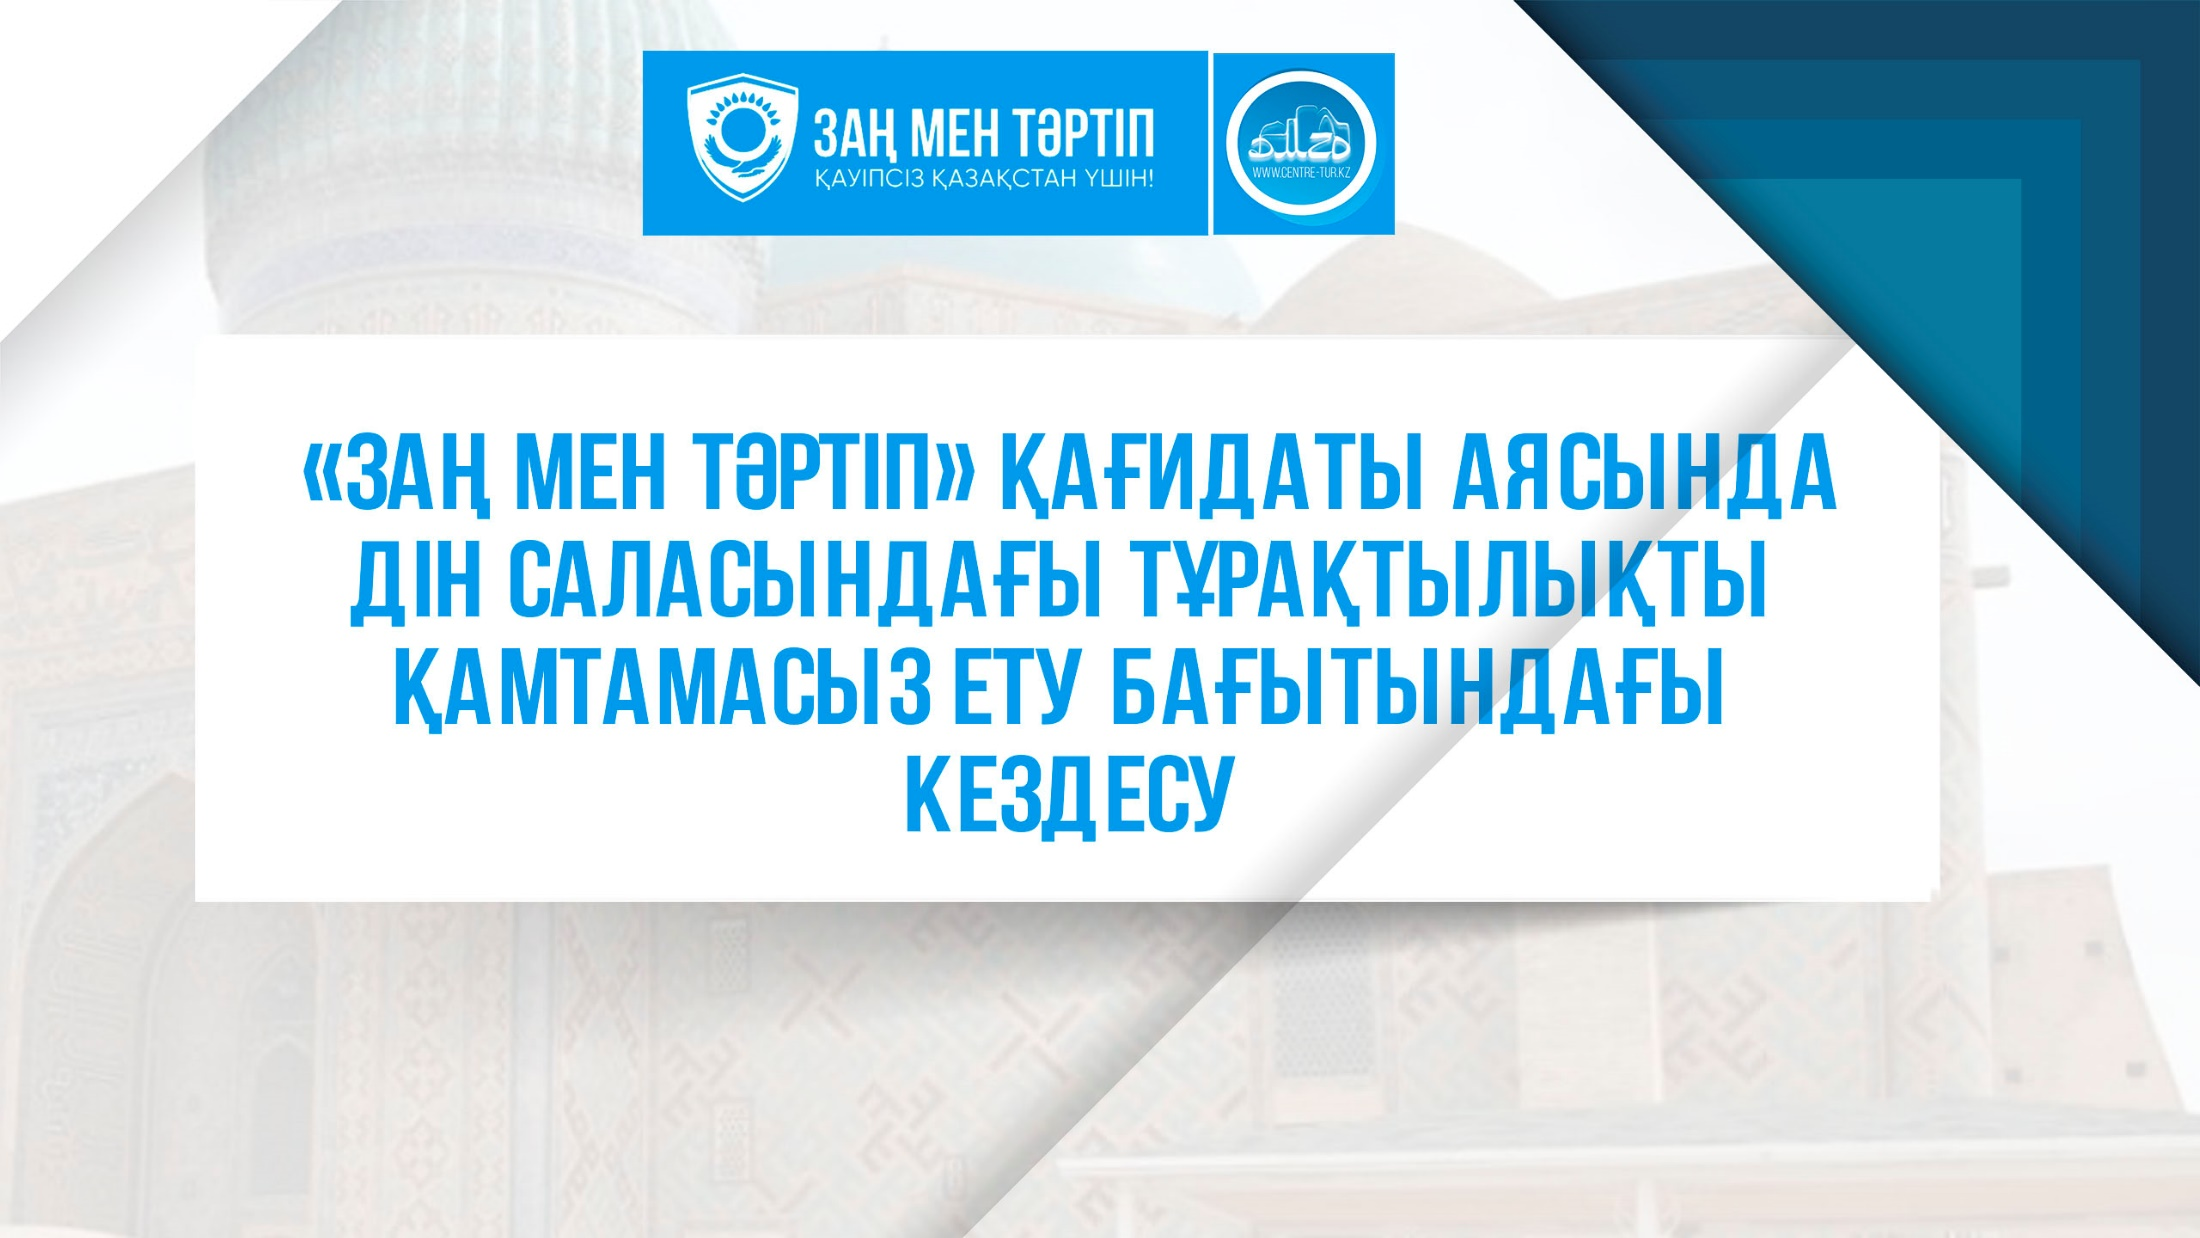 ЗАҢ МЕН ТӘРТІП
ҚАУІПСІЗ ҚАЗАҚСТАН ҮШІН!
WWW.CENTRE-TUR.KZ
«ЗАҢ МЕН ТӘРТІП» ҚАҒИДАТЫ АЯСЫНДА
ДІН САЛАСЫНДАҒЫ ТҰРАҚТЫЛЫҚТЫ
ҚАМТАМАСЫЗ ЕТУ БАҒЫТЫНДАҒЫ
КЕЗДЕСУ